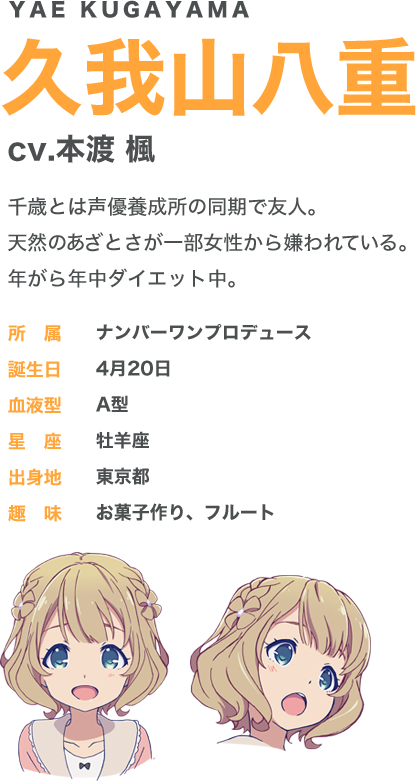 YAE KUGAYAMA
久我山八重
cv.本渡 楓
千歳とは声優養成所の同期で友人。
天然のあざとさが一部女性から嫌われている。
年がら年中ダイエット中。
所 属 ナンバーワンプロデュース
誕生日 4月20日
血液型 A型
星 座 牡羊座
出身地 東京都
趣 味 お菓子作り、フルート